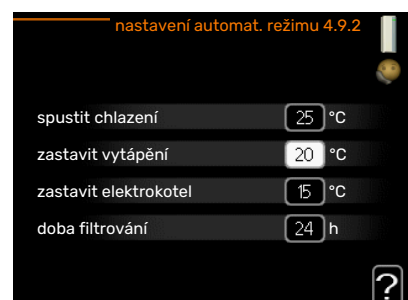 nastavení automat. režimu 4.9.2
spustit chlazení 25 °C
zastavit vytápění 20 °C
zastavit elektrokotel 15 °C
doba filtrování 24 h
?